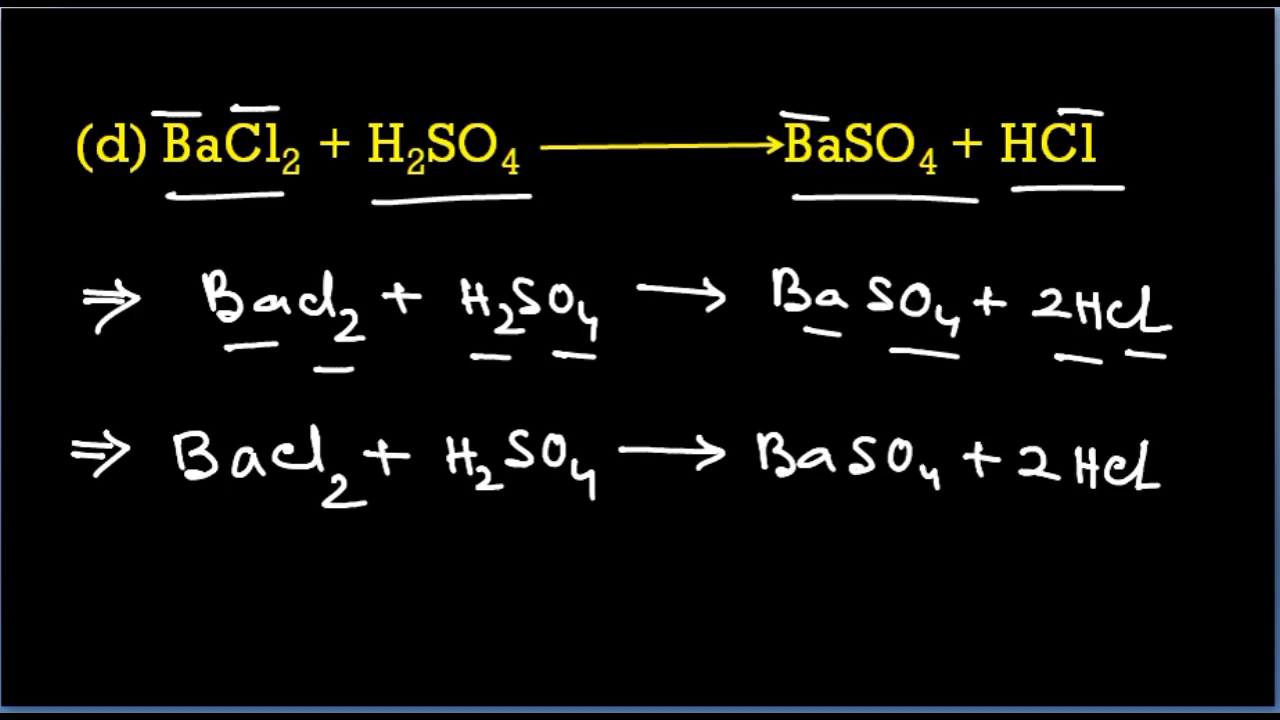 (d) BaCl₂ + H₂SO₄ ⟶ BaSO₄ + HCl
⇒ BaCl₂ + H₂SO₄ ⟶ BaSO₄ + 2HCl
⇒ BaCl₂ + H₂SO₄ ⟶ BaSO₄ + 2HCl